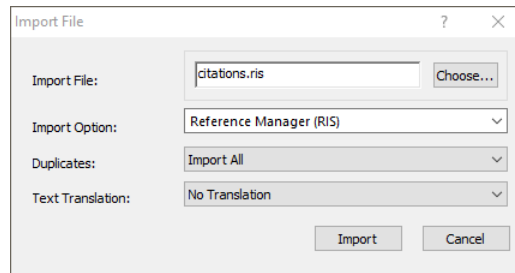 Import File
?
Import File:
citations.ris
Choose...
Import Option:
Reference Manager (RIS)
Duplicates:
Import All
Text Translation:
No Translation
Import
Cancel